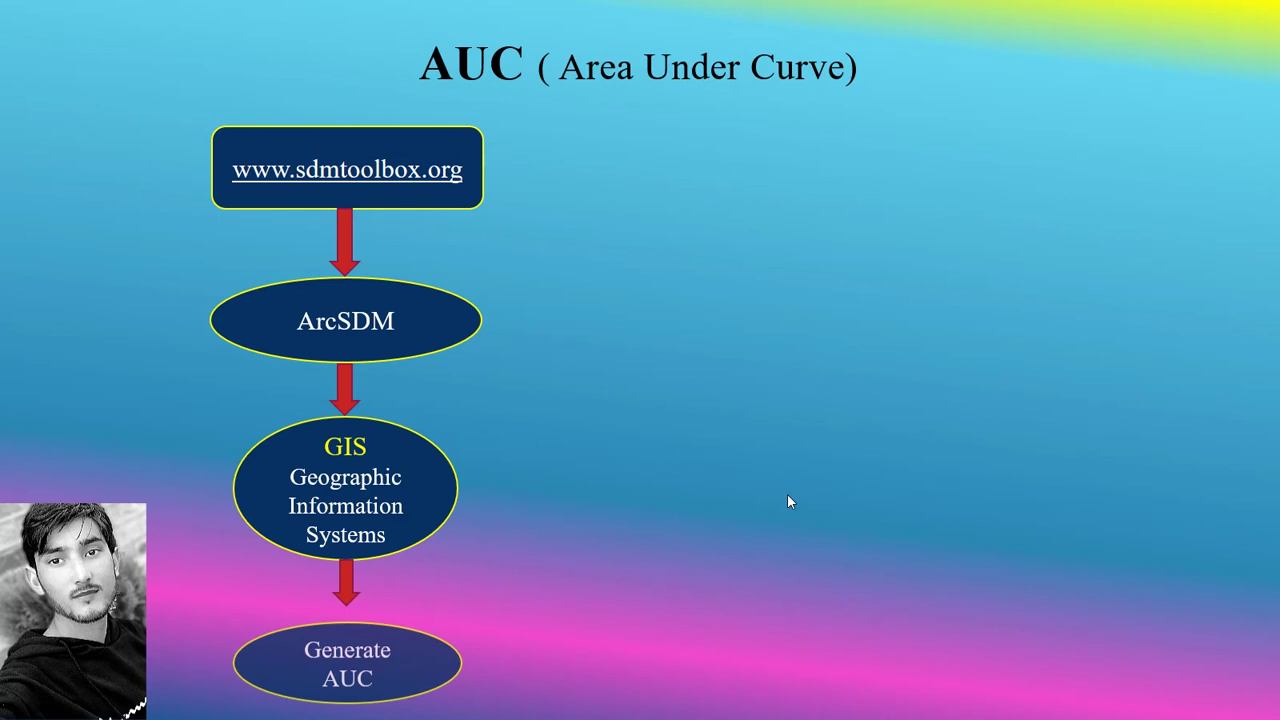 AUC ( Area Under Curve)
www.sdmtoolbox.org
ArcSDM
GIS
Geographic
Information
Systems
Generate
AUC